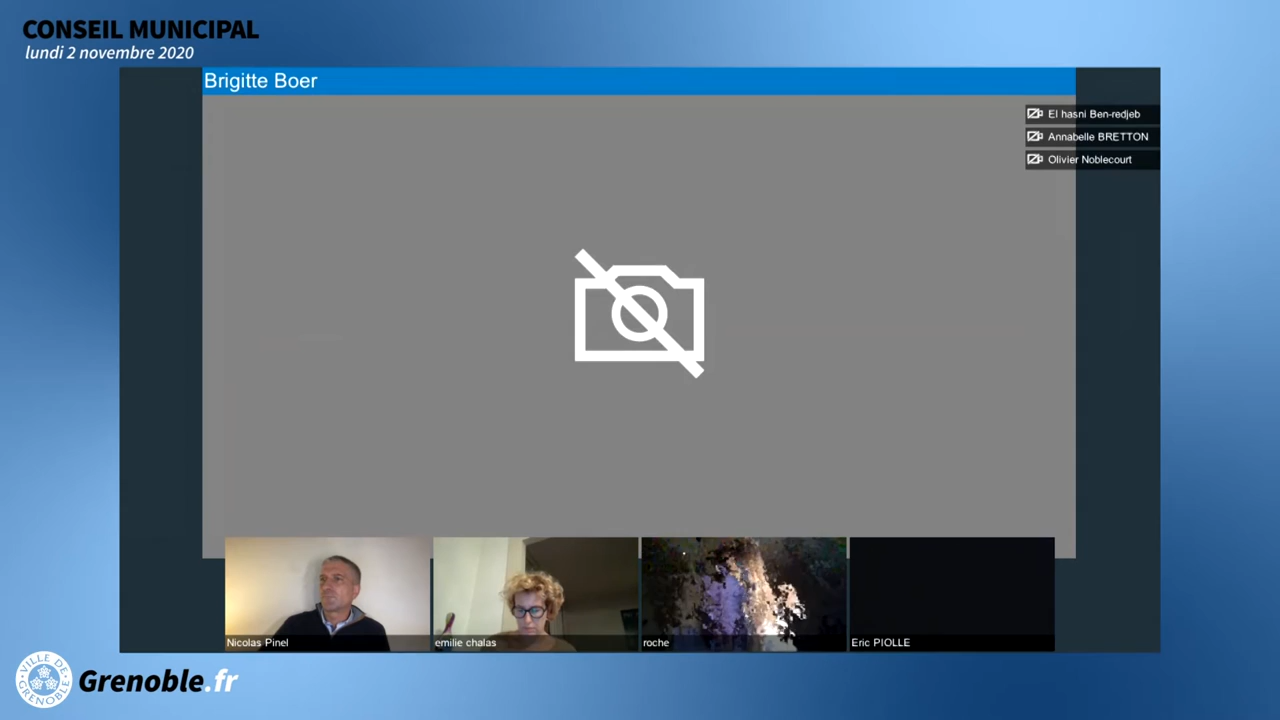 CONSEIL MUNICIPAL
lundi 2 novembre 2020
Brigitte Boer
El hasni Ben-redjeb
Annabelle BRETTON
Olivier Noblecourt
Nicolas Pinel
emilie chalas
roche
Eric PIOLLE
VILLE DE
GRENOBLE
Grenoble.fr